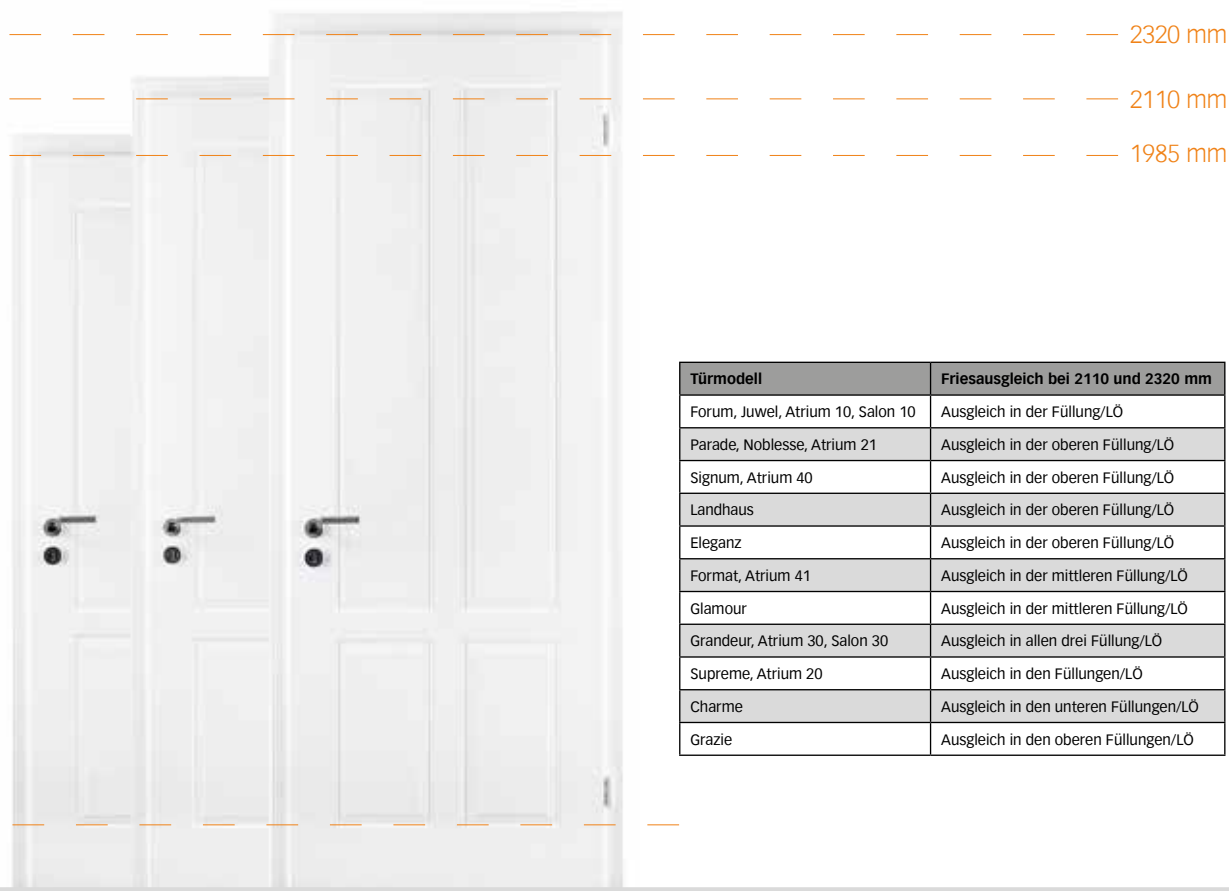 2320 mm
2110 mm
1985 mm
Türmodell Friesausgleich bei 2110 und 2320 mm
Forum, Juwel, Atrium 10, Salon 10 Ausgleich in der Füllung/LÖ
Parade, Noblesse, Atrium 21 Ausgleich in der oberen Füllung/LÖ
Signum, Atrium 40 Ausgleich in der oberen Füllung/LÖ
Landhaus Ausgleich in der oberen Füllung/LÖ
Eleganz Ausgleich in der oberen Füllung/LÖ
Format, Atrium 41 Ausgleich in der mittleren Füllung/LÖ
Glamour Ausgleich in der mittleren Füllung/LÖ
Grandeur, Atrium 30, Salon 30 Ausgleich in allen drei Füllung/LÖ
Supreme, Atrium 20 Ausgleich in den Füllungen/LÖ
Charme Ausgleich in den unteren Füllungen/LÖ
Grazie Ausgleich in den oberen Füllungen/LÖ